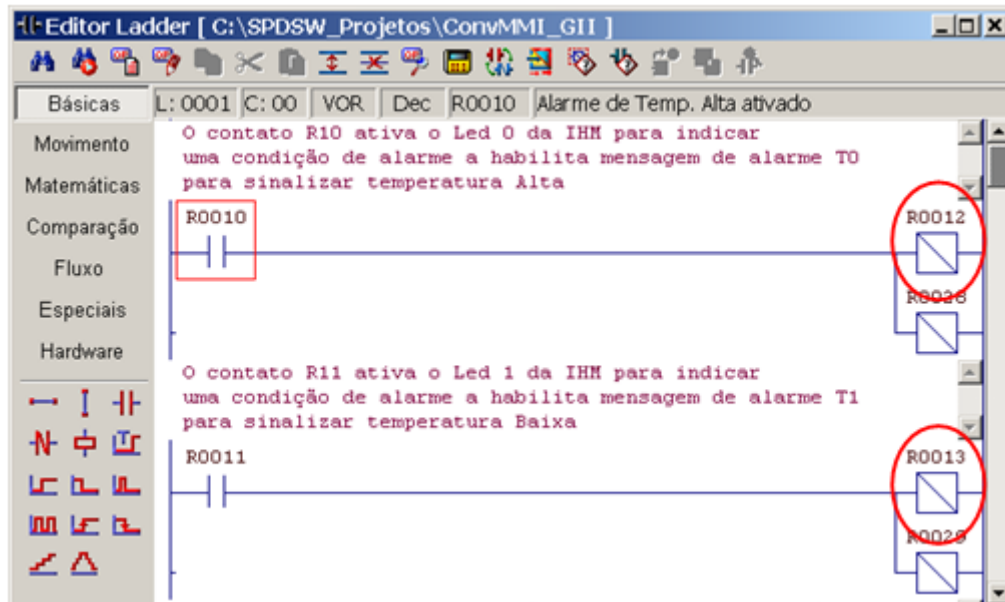 Editor Ladder [ C:\SPDSW_Projetos\ConvMMI_GII ]
Básicas L: 0001 C: 00 VOR Dec R0010 Alarme de Temp. Alta ativado
Movimento
Matemáticas
Comparação
Fluxo
Especiais
Hardware
O contato R10 ativa o Led 0 da IHM para indicar
uma condição de alarme a habilita mensagem de alarme T0
para sinalizar temperatura Alta
R0010
R0012
R0028
O contato R11 ativa o Led 1 da IHM para indicar
uma condição de alarme a habilita mensagem de alarme T1
para sinalizar temperatura Baixa
R0011
R0013
R0029